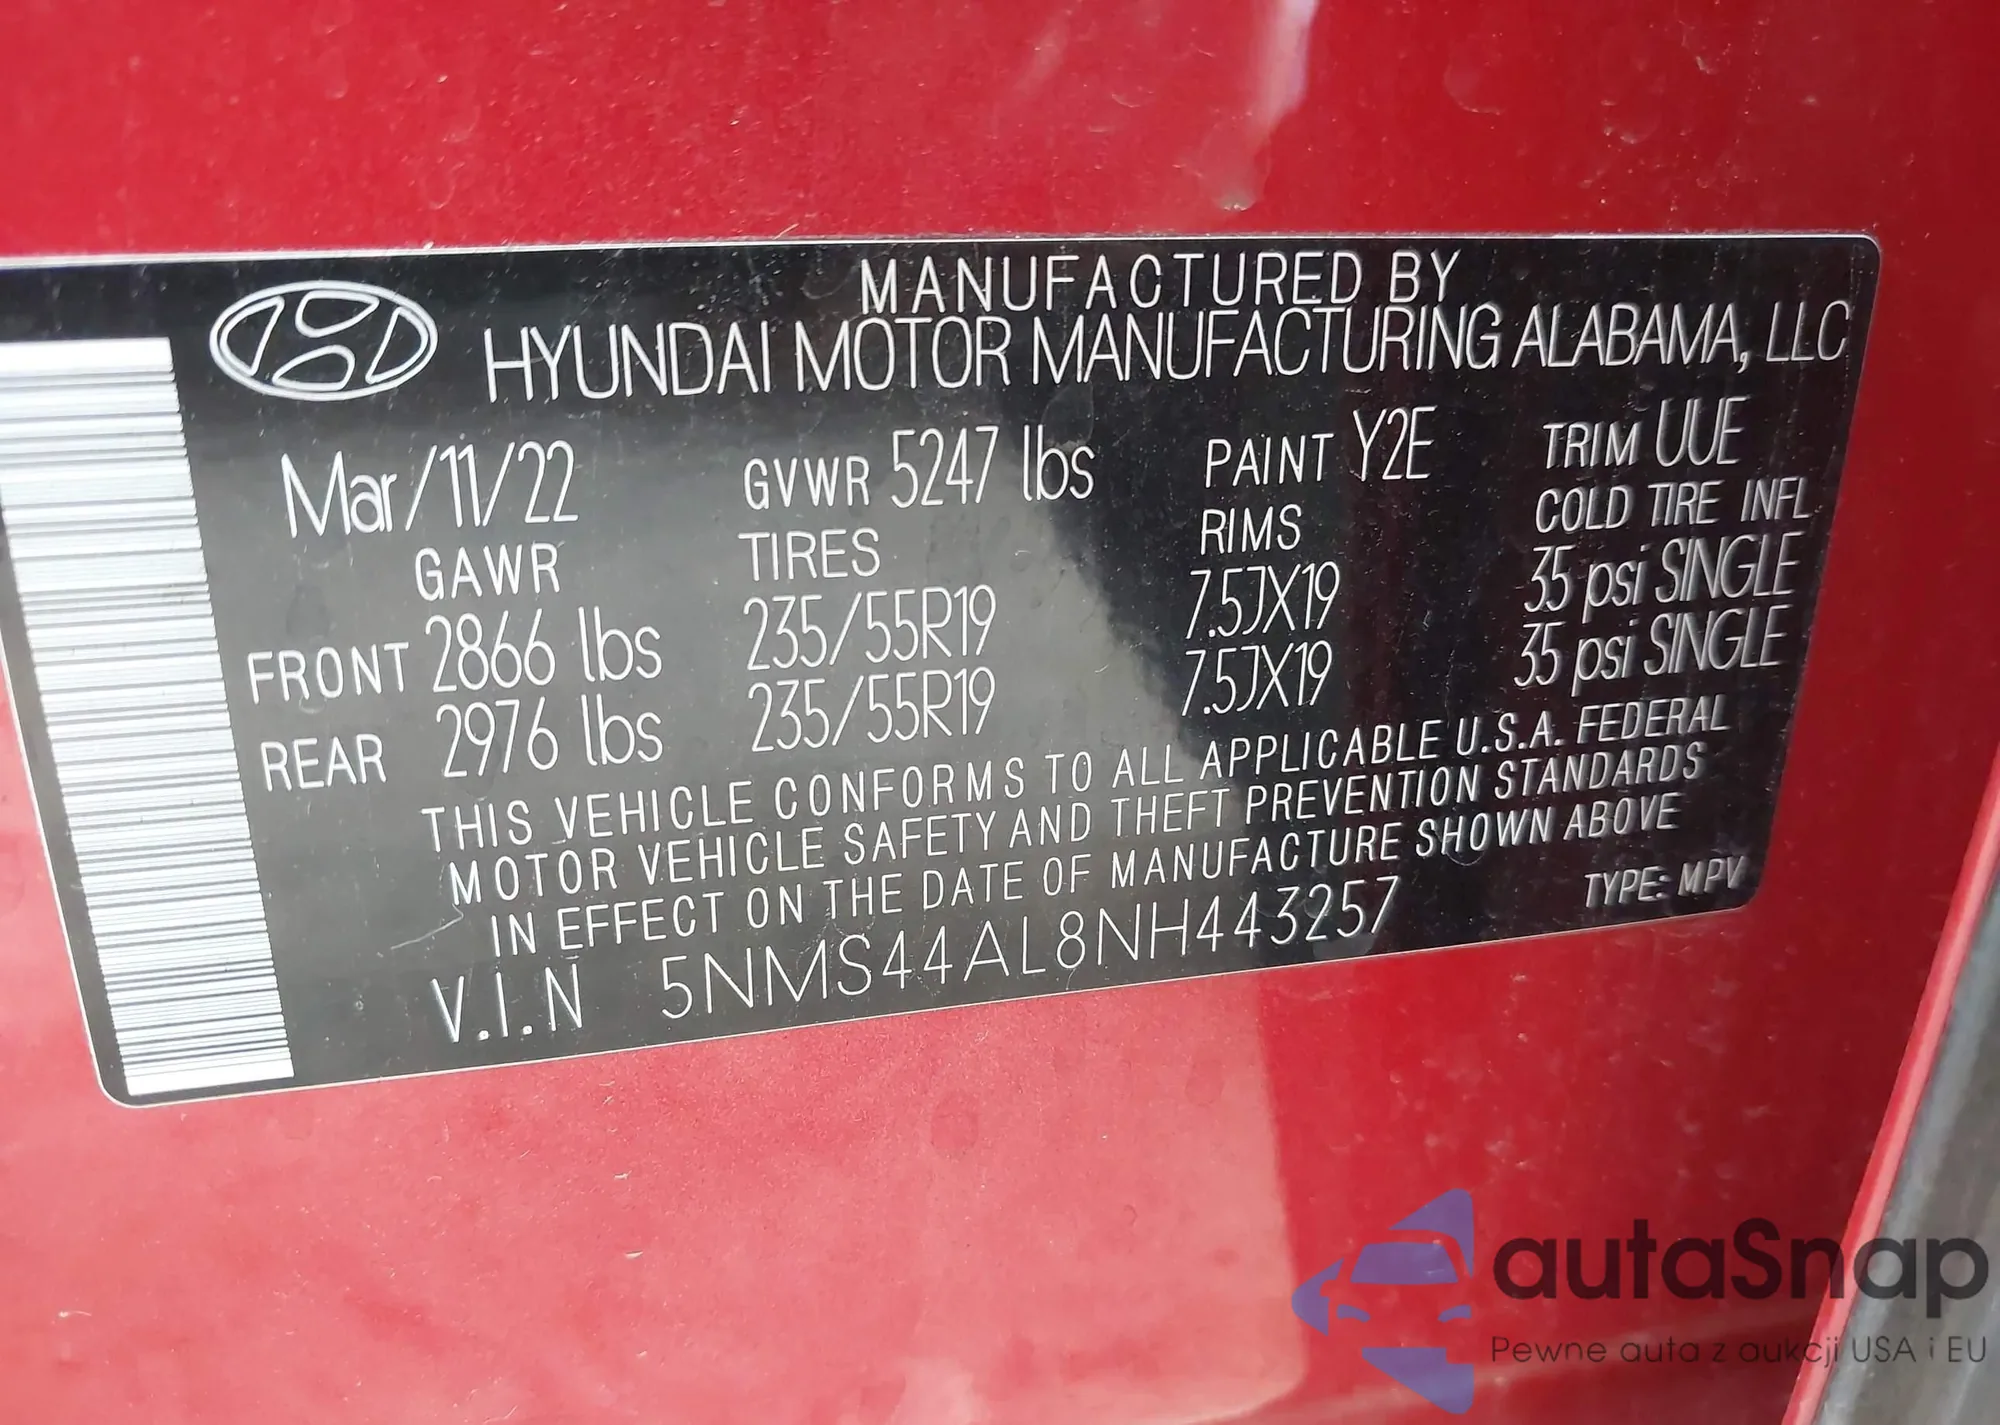 MANUFACTURED BY
HYUNDAI MOTOR MANUFACTURING ALABAMA, LLC
Mar/11/22 GVWR 5247 lbs PAINT Y2E TRIM UUE
GAWR TIRES RIMS COLD TIRE INFL
FRONT 2866 lbs 235/55R19 7.5JX19 35 psi SINGLE
REAR 2976 lbs 235/55R19 7.5JX19 35 psi SINGLE
THIS VEHICLE CONFORMS TO ALL APPLICABLE U.S.A. FEDERAL
MOTOR VEHICLE SAFETY AND THEFT PREVENTION STANDARDS
IN EFFECT ON THE DATE OF MANUFACTURE SHOWN ABOVE
V.I.N 5NMS44AL8NH443257 TYPE: MPV
autaSnap
Pewne auta z aukcji USA i EU